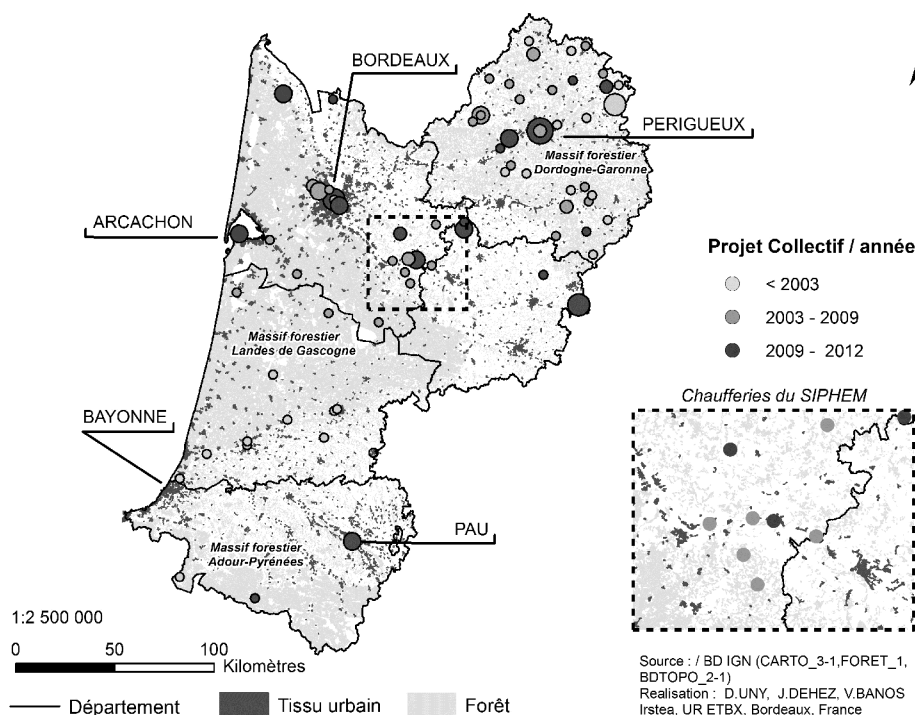 BORDEAUX
PERIGUEUX
Massif forestier
Dordogne-Garonne
ARCACHON
Projet Collectif / année
< 2003
2003 - 2009
2009 - 2012
Massif forestier
Landes de Gascogne
Chaufferies du SIPHEM
BAYONNE
PAU
Massif forestier
Adour-Pyrénées
1:2 500 000
0 50 100
Kilomètres
Source : / BD IGN (CARTO_3-1,FORET_1,
BDTOPO_2-1)
Realisation : D.UNY, J.DEHEZ, V.BANOS
Irstea, UR ETBX, Bordeaux, France
Département Tissu urbain Forêt